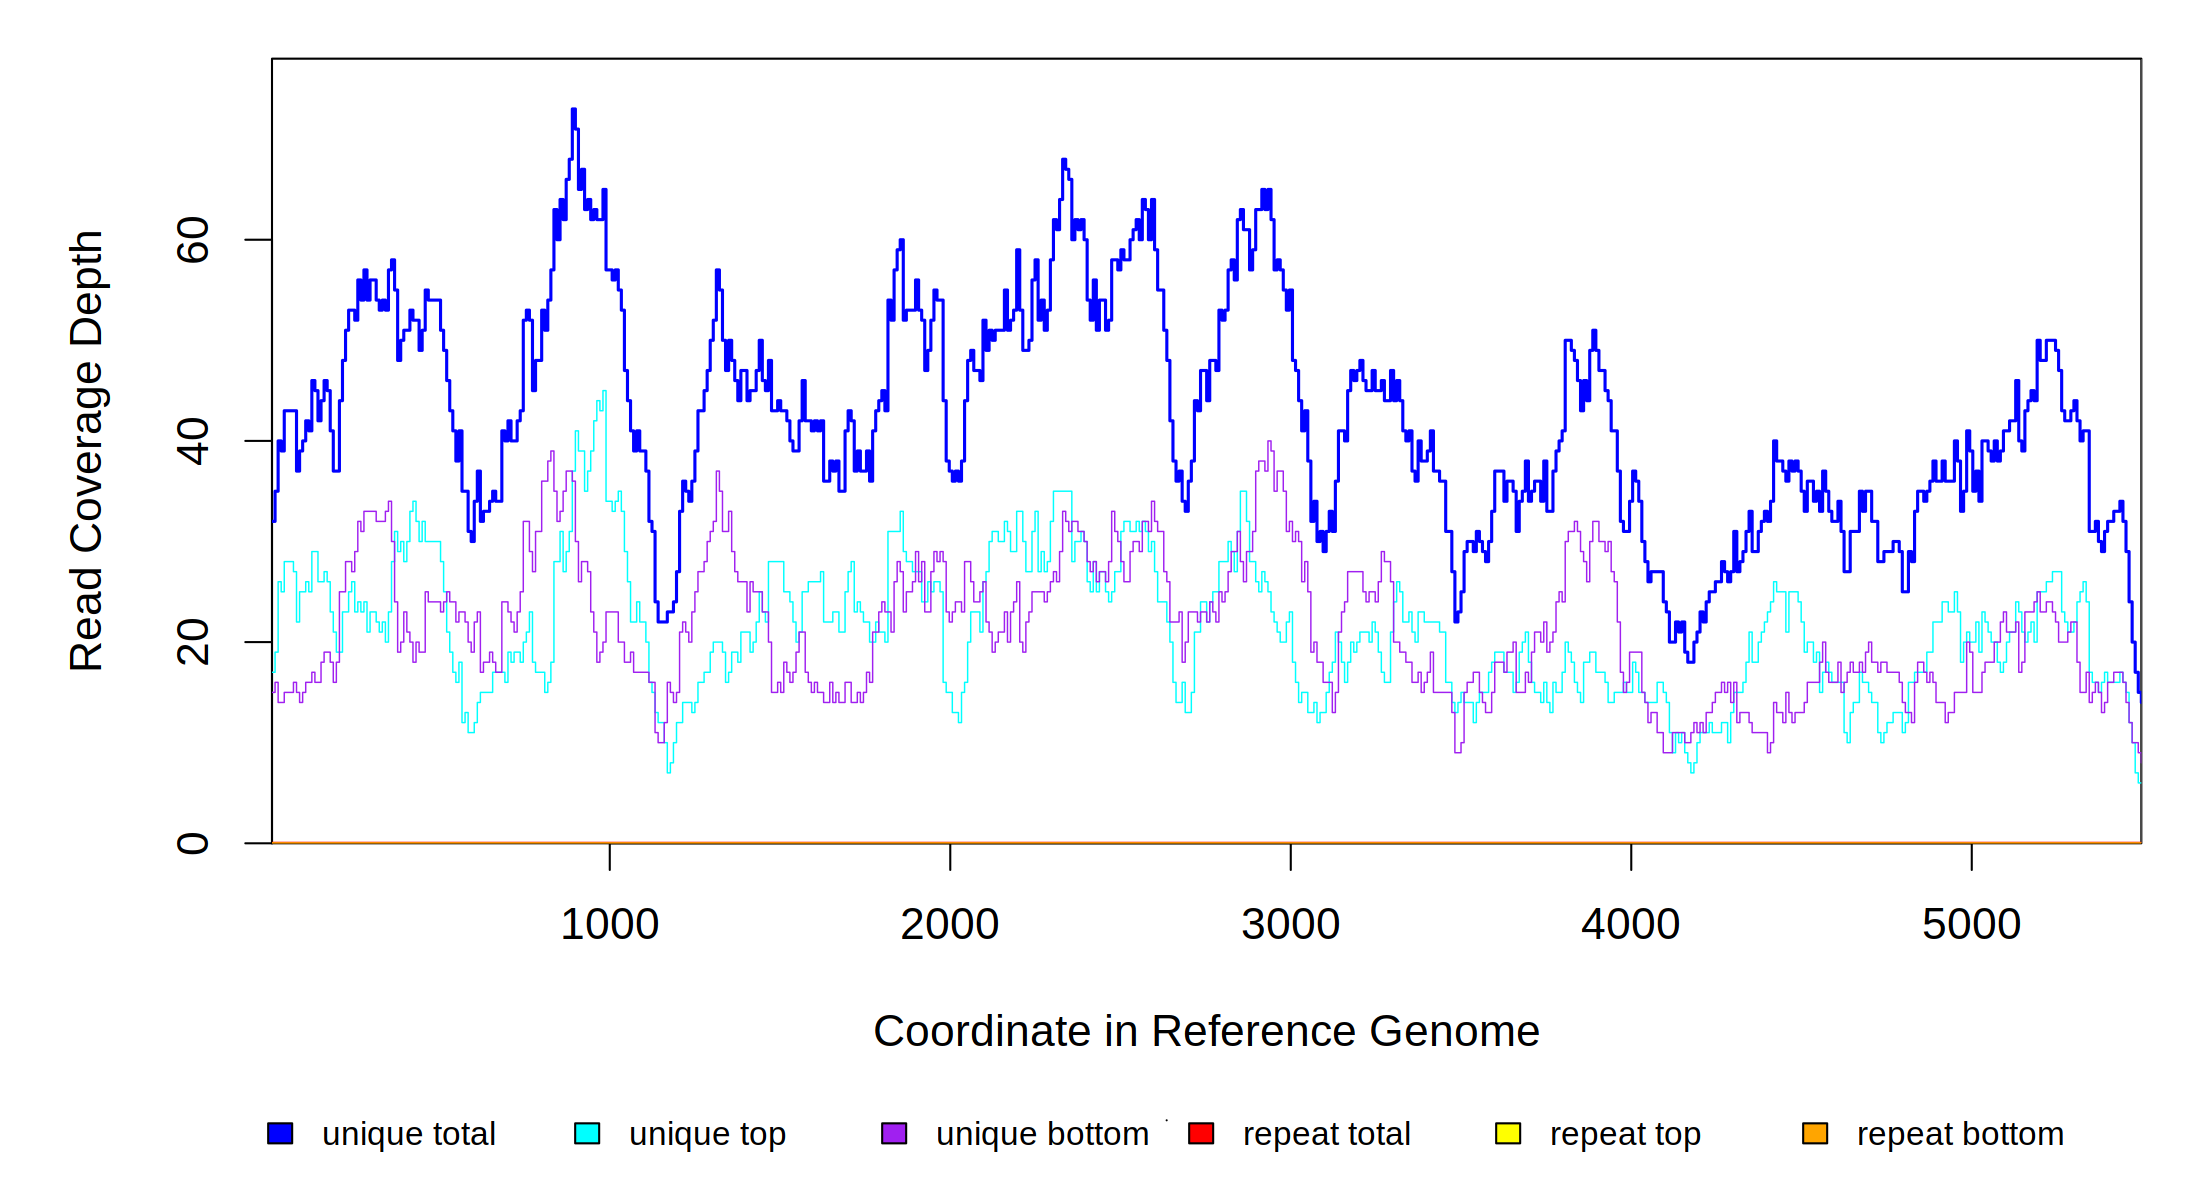 Read Coverage Depth
60
40
20
0
1000 2000 3000 4000 5000
Coordinate in Reference Genome
unique total unique top unique bottom repeat total repeat top repeat bottom